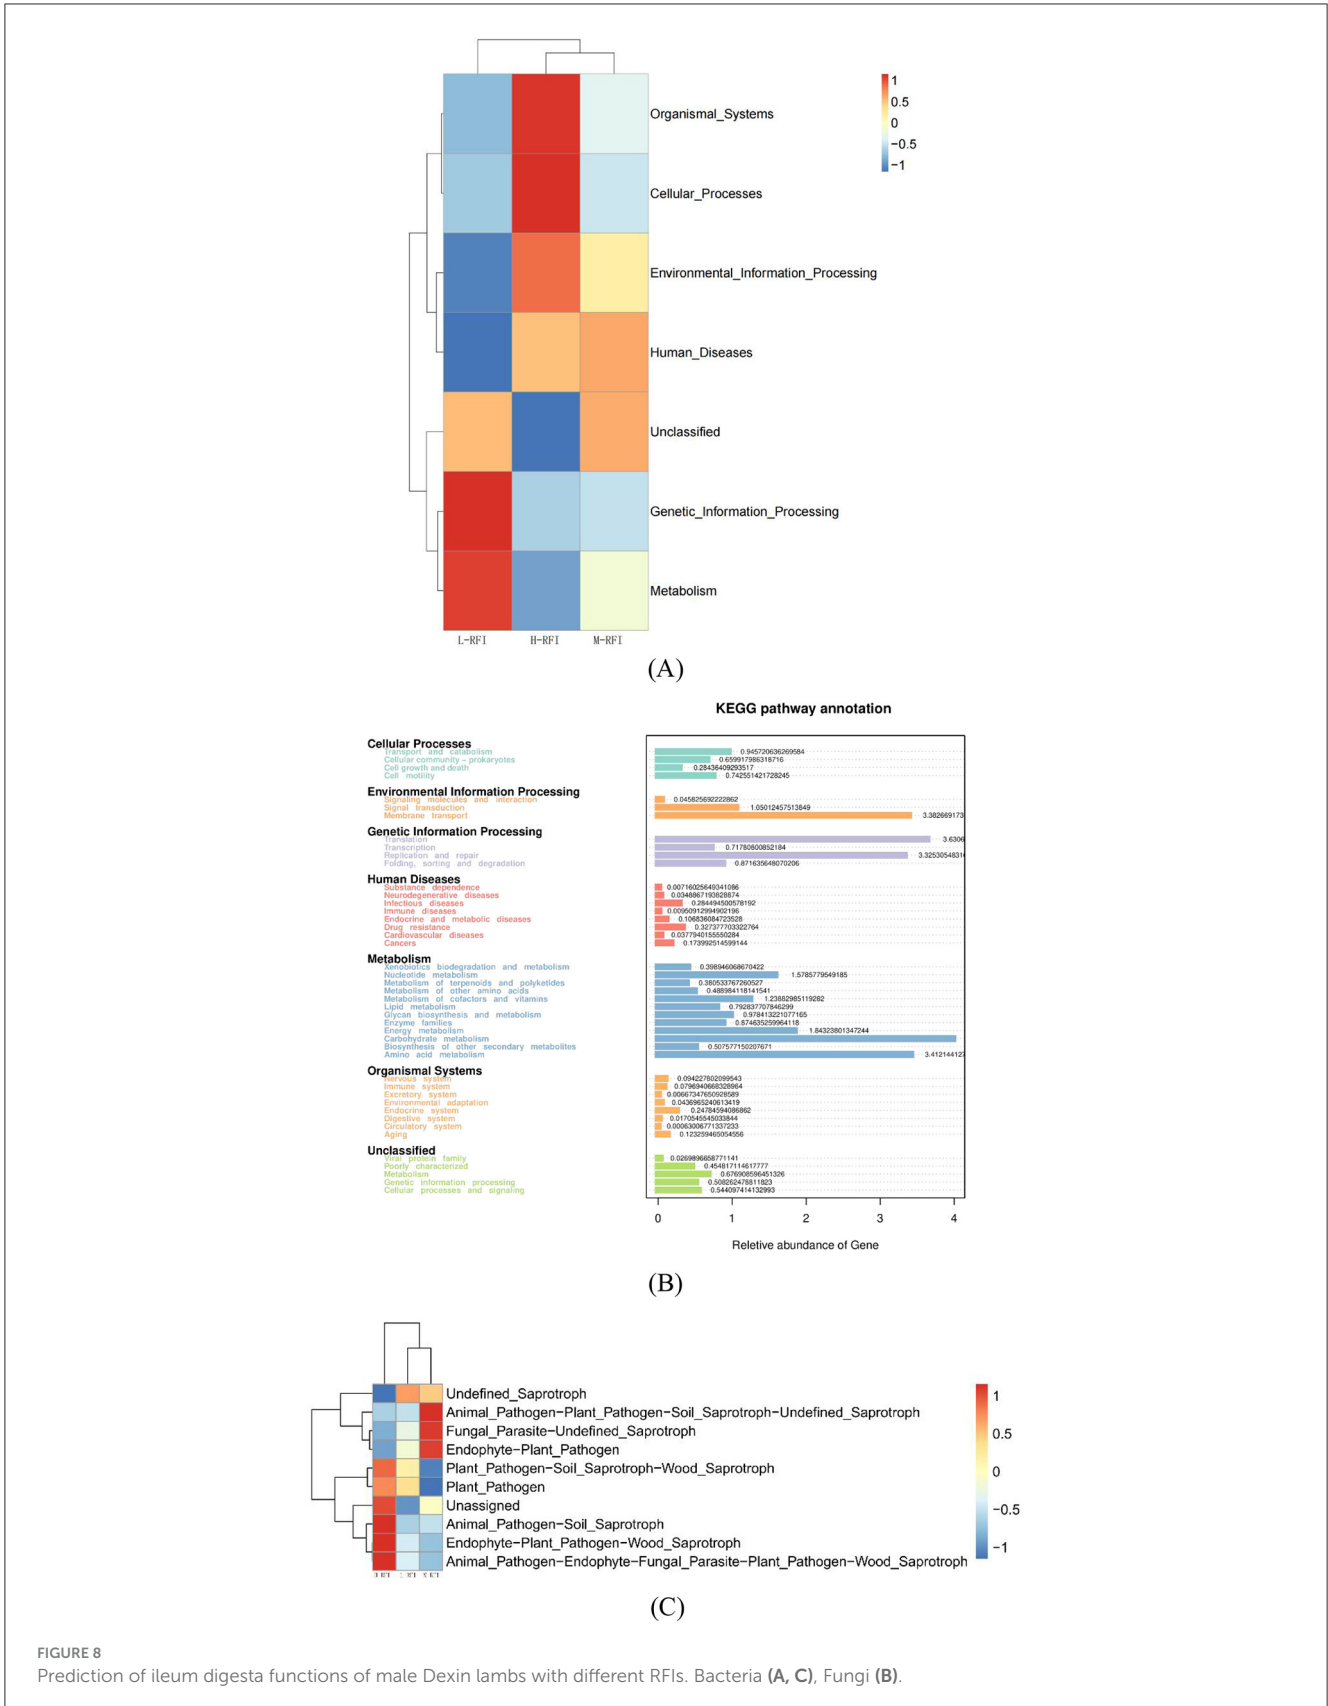 1
0.5
0
−0.5
−1
Organismal_Systems
Cellular_Processes
Environmental_Information_Processing
Human_Diseases
Unclassified
Genetic_Information_Processing
Metabolism
L-RFI H-RFI M-RFI
(A)
KEGG pathway annotation
Cellular Processes
Transport and catabolism 0.945720636269584
Cellular community − prokaryotes 0.659917986318716
Cell growth and death 0.28436409293517
Cell motility 0.742551421728245
Environmental Information Processing
Signaling molecules and interaction 0.045825692222862
Signal transduction 1.05012457513849
Membrane transport 3.382669173
Genetic Information Processing
Translation 3.6306
Transcription 0.71780800852184
Replication and repair 3.3253054831
Folding, sorting and degradation 0.871635648070206
Human Diseases
Substance dependence 0.00716025649341086
Neurodegenerative diseases 0.0348867193828874
Infectious diseases 0.284494500578192
Immune diseases 0.00950912994902196
Endocrine and metabolic diseases 0.106836084723528
Drug resistance 0.327377703322764
Cardiovascular diseases 0.0377940155550284
Cancers 0.173992514599144
Metabolism
Xenobiotics biodegradation and metabolism 0.398946068670422
Nucleotide metabolism 1.5785779549185
Metabolism of terpenoids and polyketides 0.380533767260527
Metabolism of other amino acids 0.488984118141541
Metabolism of cofactors and vitamins 1.23882985119282
Lipid metabolism 0.792837707846299
Glycan biosynthesis and metabolism 0.978413221077165
Enzyme families 0.874635259964118
Energy metabolism 1.84323801347244
Carbohydrate metabolism
Biosynthesis of other secondary metabolites 0.507577150207671
Amino acid metabolism 3.412144127
Organismal Systems
Nervous system 0.094227802099543
Immune system 0.0796940668328964
Excretory system 0.00667347650928589
Environmental adaptation 0.0436965240613419
Endocrine system 0.24784594086862
Digestive system 0.0170545545033844
Circulatory system 0.00063006771337233
Aging 0.123259465054556
Unclassified
Viral protein family 0.0269896658771141
Poorly characterized 0.454817114617777
Metabolism 0.676908596451326
Genetic information processing 0.508262478811823
Cellular processes and signaling 0.544097414132993
0 1 2 3 4
Reletive abundance of Gene
(B)
Undefined_Saprotroph
Animal_Pathogen−Plant_Pathogen−Soil_Saprotroph−Undefined_Saprotroph
Fungal_Parasite−Undefined_Saprotroph
Endophyte−Plant_Pathogen
Plant_Pathogen−Soil_Saprotroph−Wood_Saprotroph
Plant_Pathogen
Unassigned
Animal_Pathogen−Soil_Saprotroph
Endophyte−Plant_Pathogen−Wood_Saprotroph
Animal_Pathogen−Endophyte−Fungal_Parasite−Plant_Pathogen−Wood_Saprotroph
1
0.5
0
−0.5
−1
(C)
FIGURE 8
Prediction of ileum digesta functions of male Dexin lambs with different RFIs. Bacteria (A, C), Fungi (B).